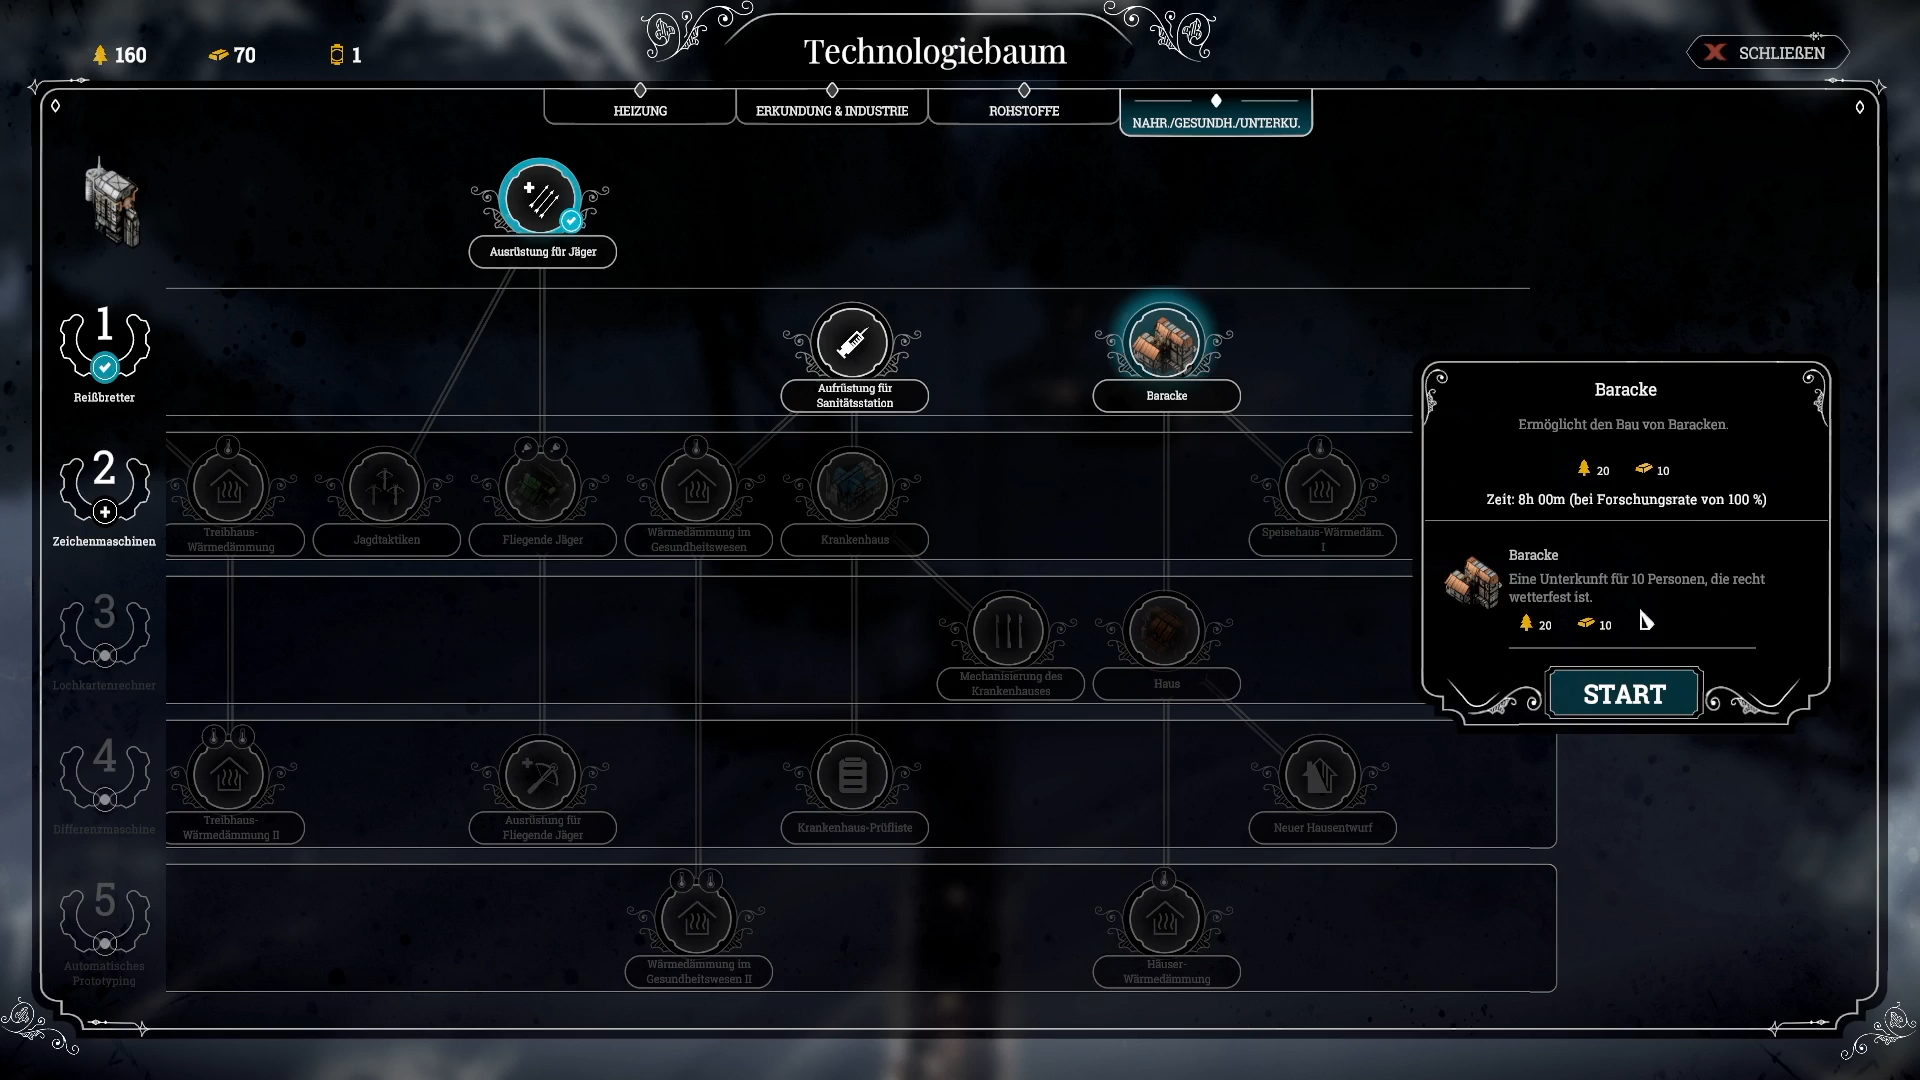 160
70
1
Technologiebaum
SCHLIEẞEN
HEIZUNG
ERKUNDUNG & INDUSTRIE
ROHSTOFFE
NAHR./GESUNDH./UNTERKU.
Ausrüstung für Jäger
1
Reißbretter
Aufrüstung für
Sanitätsstation
Baracke
2
Zeichenmaschinen
Treibhaus-
Wärmedämmung
Jagdtaktiken
Fliegende Jäger
Wärmedämmung im
Gesundheitswesen
Krankenhaus
Speisehaus-Wärmedäm.
I
3
Lochkartenrechner
Mechanisierung des
Krankenhauses
Haus
4
Differenzmaschine
Treibhaus-
Wärmedämmung II
Ausrüstung für
Fliegende Jäger
Krankenhaus-Prüfliste
Neuer Hausentwurf
5
Automatisches
Prototyping
Wärmedämmung im
Gesundheitswesen II
Häuser-
Wärmedämmung
Baracke
Ermöglicht den Bau von Baracken.
20
10
Zeit: 8h 00m (bei Forschungsrate von 100 %)
Baracke
Eine Unterkunft für 10 Personen, die recht
wetterfest ist.
20
10
START